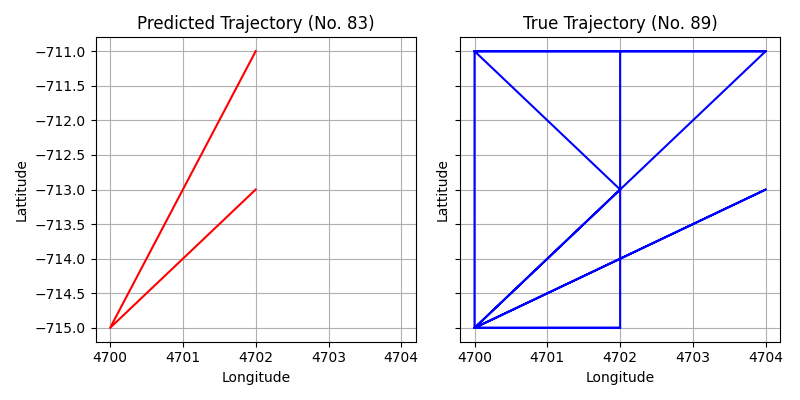 Predicted Trajectory (No. 83)
True Trajectory (No. 89)
Lattitude
−711.0
−711.5
−712.0
−712.5
−713.0
−713.5
−714.0
−714.5
−715.0
4700 4701 4702 4703 4704
Longitude
Lattitude
4700 4701 4702 4703 4704
Longitude